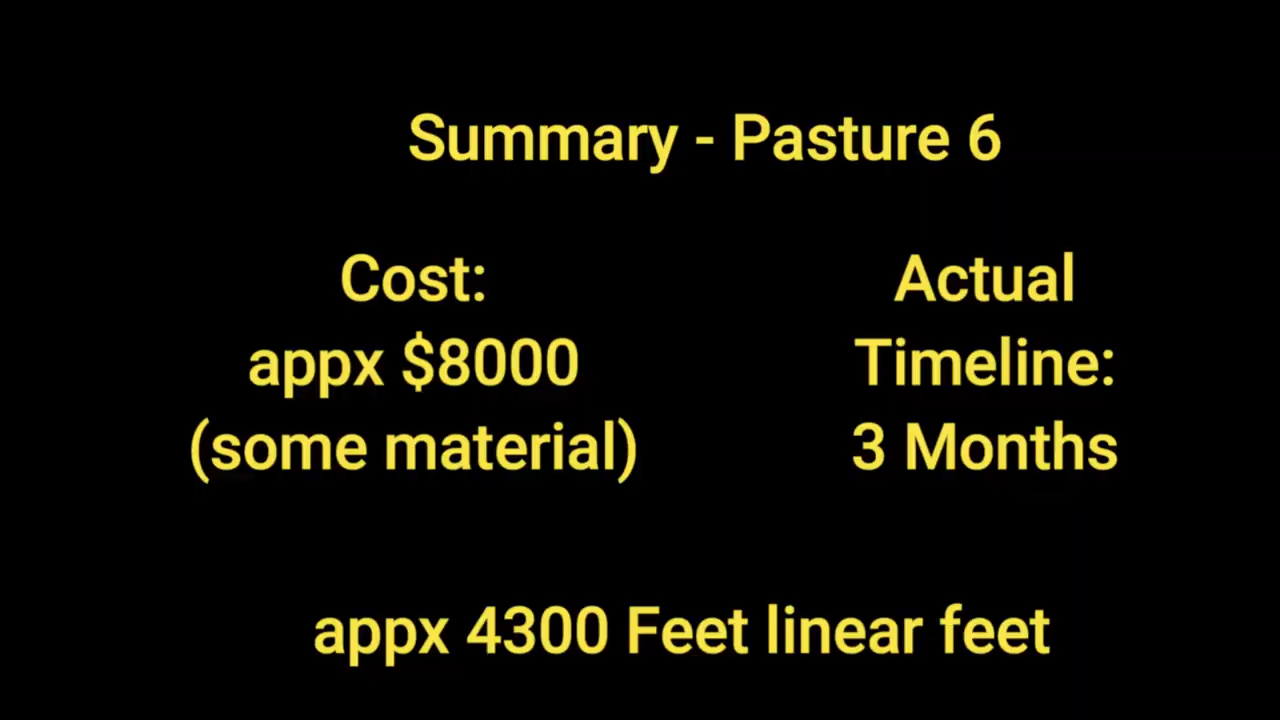 Summary - Pasture 6
Cost:
appx $8000
(some material)
Actual
Timeline:
3 Months
appx 4300 Feet linear feet